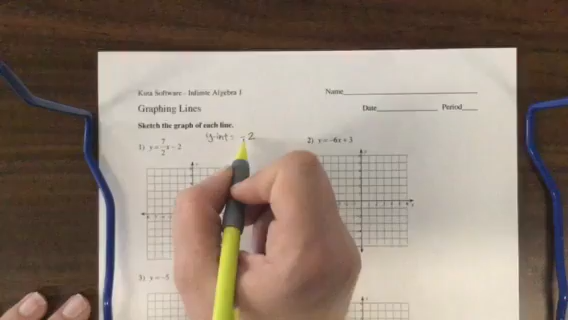 Kuta Software - Infinite Algebra 1 Name
Graphing Lines Date Period
Sketch the graph of each line.
y-int = -2
1) y = 7/2 x - 2 2) y = -6x + 3
3) y = -5